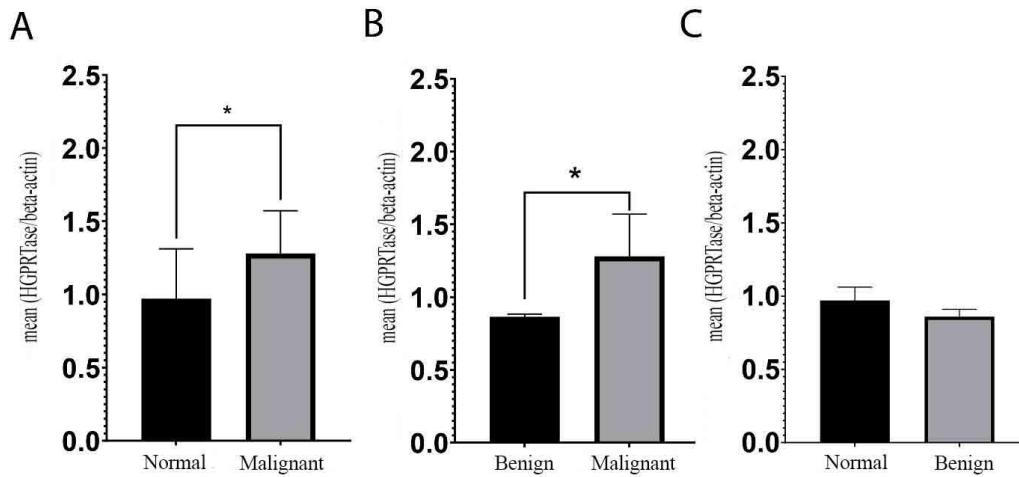 A
mean (HGPRTase/beta-actin)
2.5
2.0
1.5
1.0
0.5
0.0
*
Normal Malignant
B
mean (HGPRTase/beta-actin)
2.5
2.0
1.5
1.0
0.5
0.0
*
Benign Malignant
C
mean (HGPRTase/beta-actin)
2.5
2.0
1.5
1.0
0.5
0.0
Normal Benign